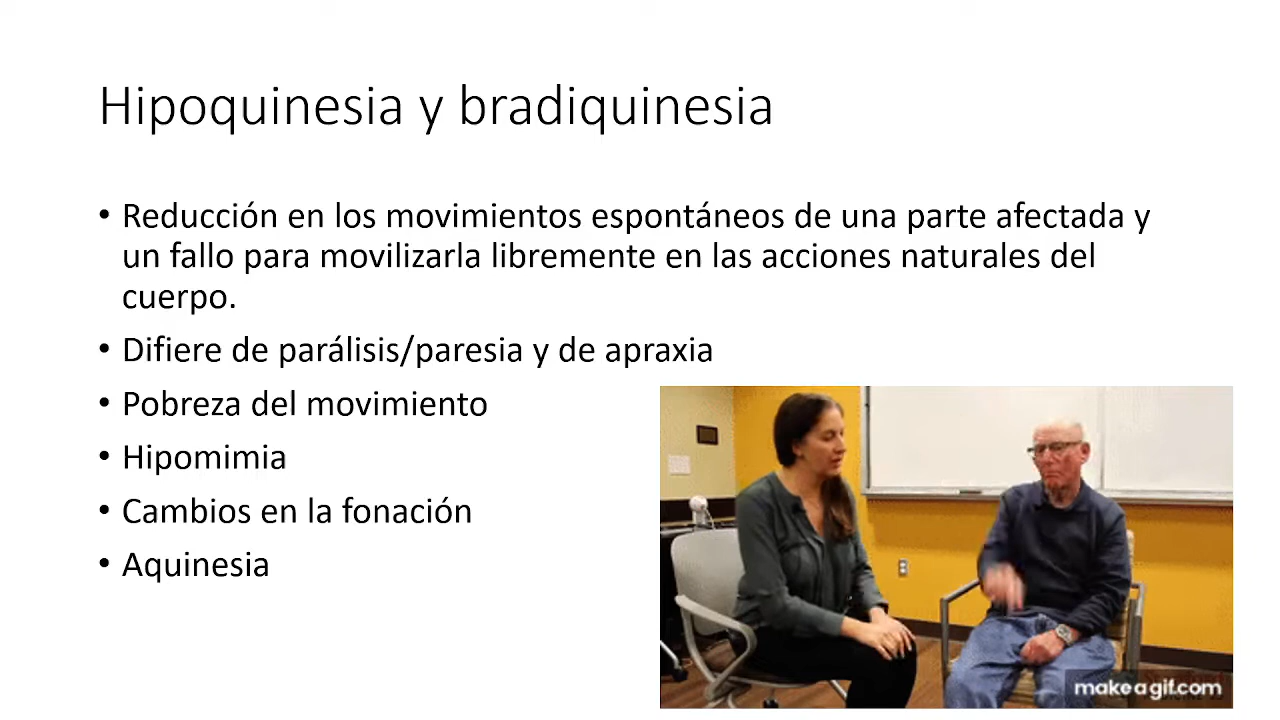 Hipoquinesia y bradiquinesia
• Reducción en los movimientos espontáneos de una parte afectada y
un fallo para movilizarla libremente en las acciones naturales del
cuerpo.
• Difiere de parálisis/paresia y de apraxia
• Pobreza del movimiento
• Hipomimia
• Cambios en la fonación
• Aquinesia
makeagif.com